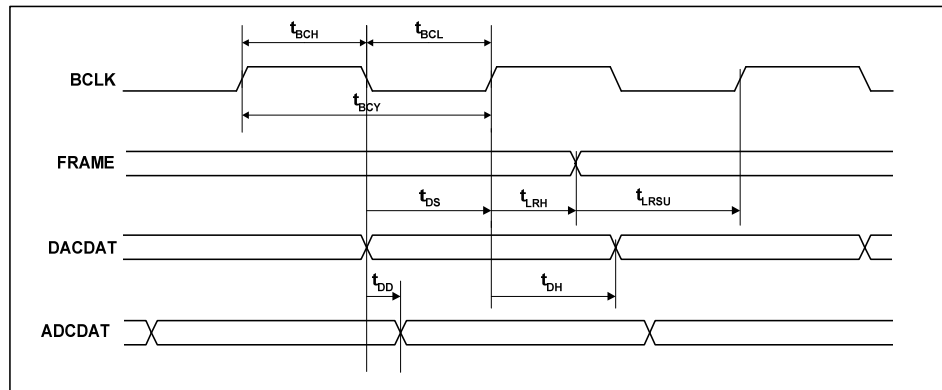 tBCH tBCL
BCLK
tBCY
FRAME
tDS tLRH tLRSU
DACDAT
tDD tDH
ADCDAT